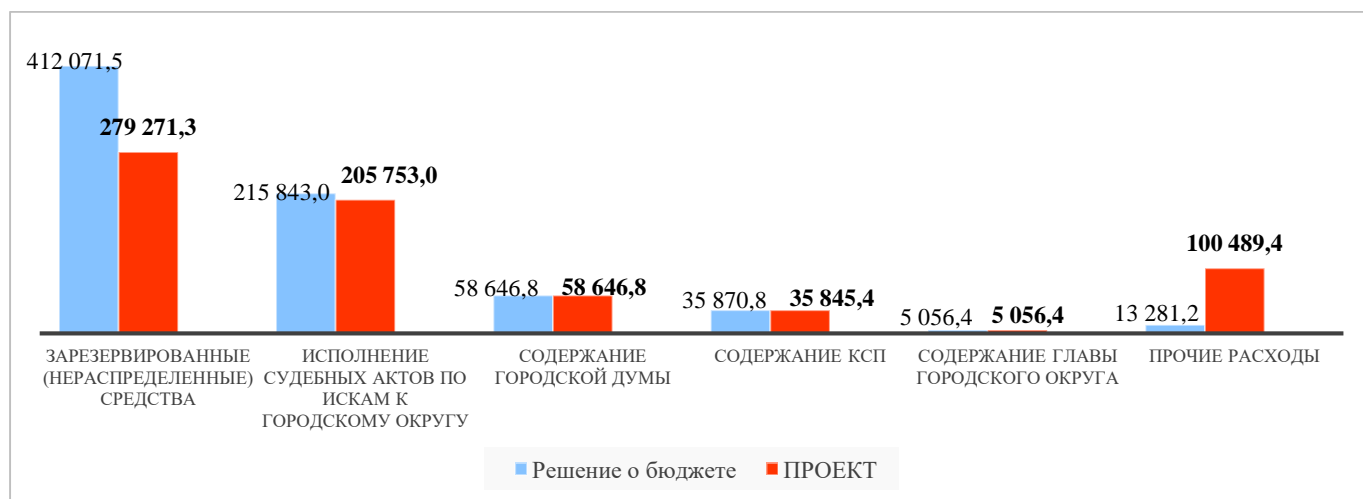 412 071,5
279 271,3
215 843,0
205 753,0
58 646,8
58 646,8
35 870,8
35 845,4
5 056,4
5 056,4
13 281,2
100 489,4
ЗАРЕЗЕРВИРОВАННЫЕ
(НЕРАСПРЕДЕЛЕННЫЕ)
СРЕДСТВА
ИСПОЛНЕНИЕ
СУДЕБНЫХ АКТОВ ПО
ИСКАМ К
ГОРОДСКОМУ ОКРУГУ
СОДЕРЖАНИЕ
ГОРОДСКОЙ ДУМЫ
СОДЕРЖАНИЕ КСП
СОДЕРЖАНИЕ ГЛАВЫ
ГОРОДСКОГО ОКРУГА
ПРОЧИЕ РАСХОДЫ
Решение о бюджете
ПРОЕКТ